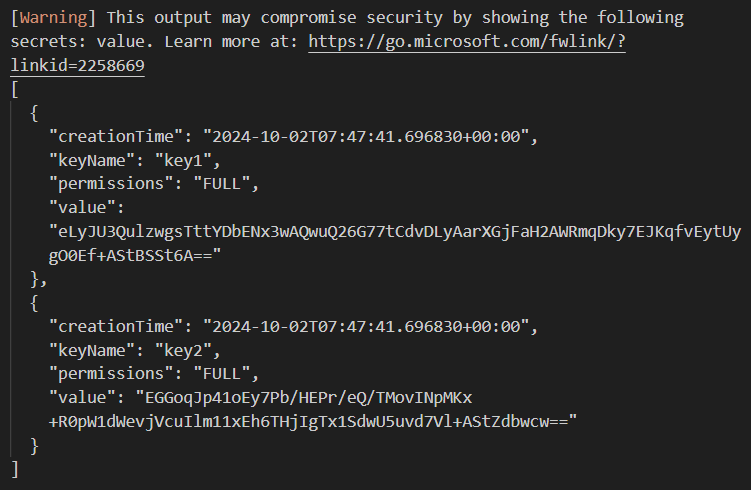 [Warning] This output may compromise security by showing the following
secrets: value. Learn more at: https://go.microsoft.com/fwlink/?
linkid=2258669
[
{
"creationTime": "2024-10-02T07:47:41.696830+00:00",
"keyName": "key1",
"permissions": "FULL",
"value":
"eLyJU3QulzwgsTttYDbENx3wAQwuQ26G77tCdvDLyAarXGjFaH2AWRmqDky7EJKqfvEytUy
gO0Ef+AStBSSt6A=="
},
{
"creationTime": "2024-10-02T07:47:41.696830+00:00",
"keyName": "key2",
"permissions": "FULL",
"value": "EGGoqJp41oEy7Pb/HEPr/eQ/TMovINpMKx
+R0pW1dWevjVcuIlm11xEh6THjIgTx1SdwU5uvd7Vl+AStZdbwcw=="
}
]